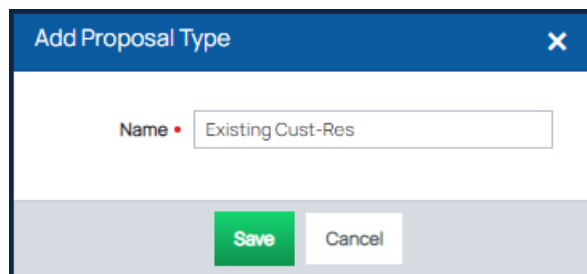 Add Proposal Type
Name • Existing Cust-Res
Save Cancel